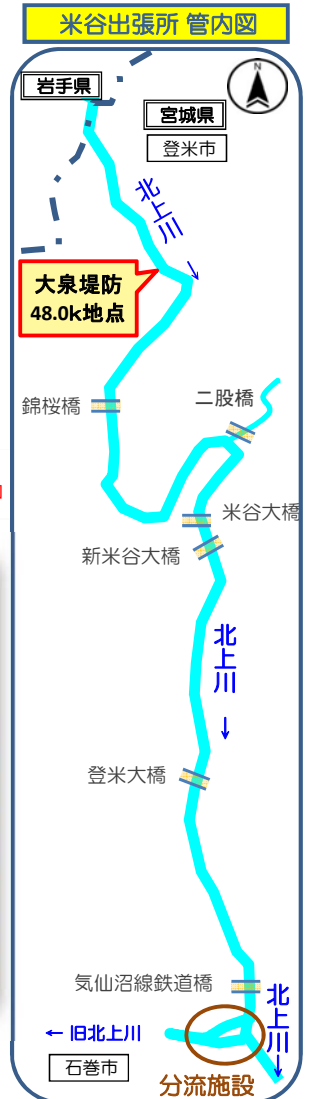 米谷出張所 管内図
N
岩手県
宮城県
登米市
北上川
↓
大泉堤防
48.0k地点
錦桜橋
二股橋
米谷大橋
新米谷大橋
北上川
↓
登米大橋
気仙沼線鉄道橋
北上川
↓
← 旧北上川
石巻市
分流施設